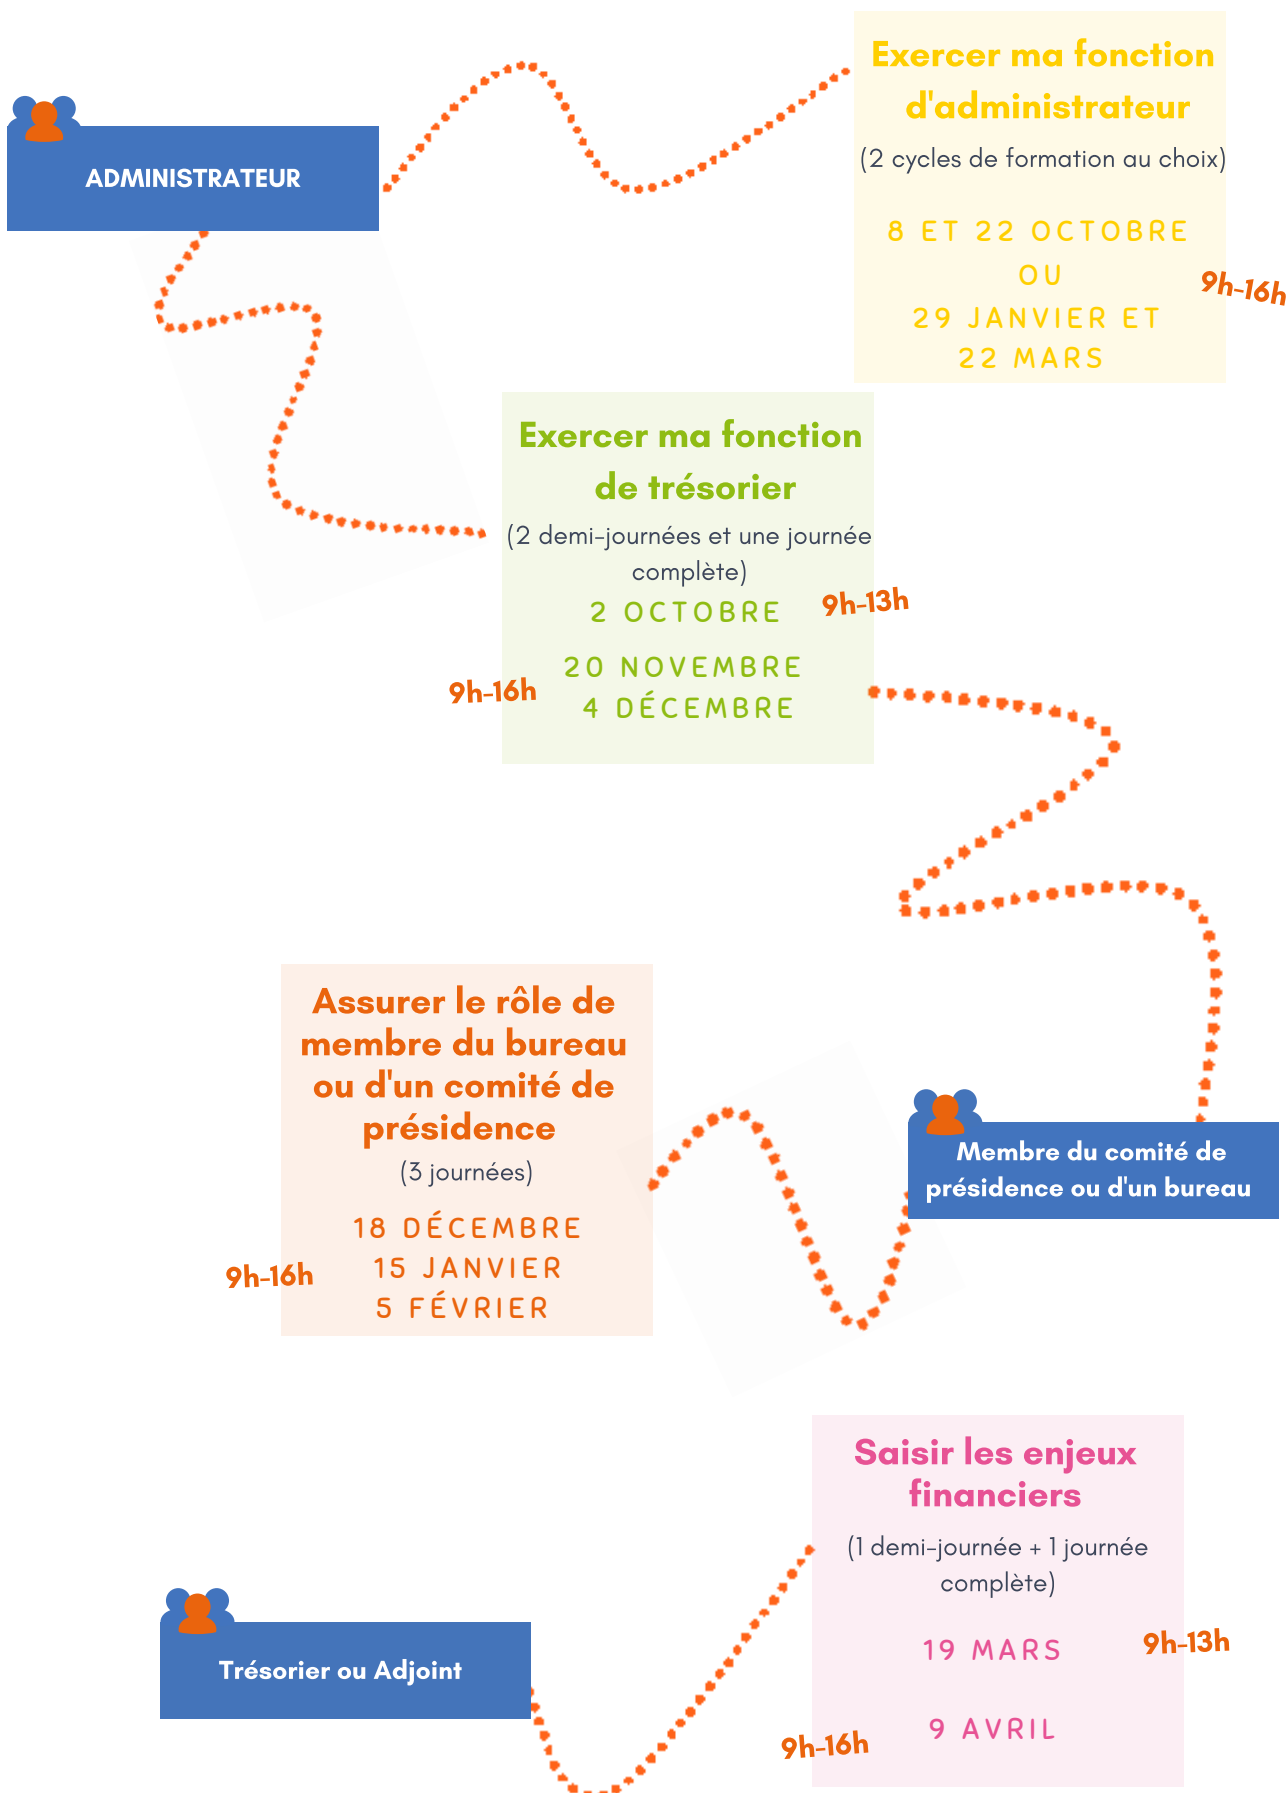 ADMINISTRATEUR
Exercer ma fonction
d'administrateur
(2 cycles de formation au choix)
8 ET 22 OCTOBRE
OU
29 JANVIER ET
22 MARS
9h-16h
Exercer ma fonction
de trésorier
(2 demi-journées et une journée
complète)
2 OCTOBRE
9h-13h
20 NOVEMBRE
9h-16h
4 DÉCEMBRE
Assurer le rôle de
membre du bureau
ou d'un comité de
présidence
(3 journées)
18 DÉCEMBRE
15 JANVIER
5 FÉVRIER
9h-16h
Membre du comité de
présidence ou d'un bureau
Saisir les enjeux
financiers
(1 demi-journée + 1 journée
complète)
19 MARS
9h-13h
9 AVRIL
9h-16h
Trésorier ou Adjoint